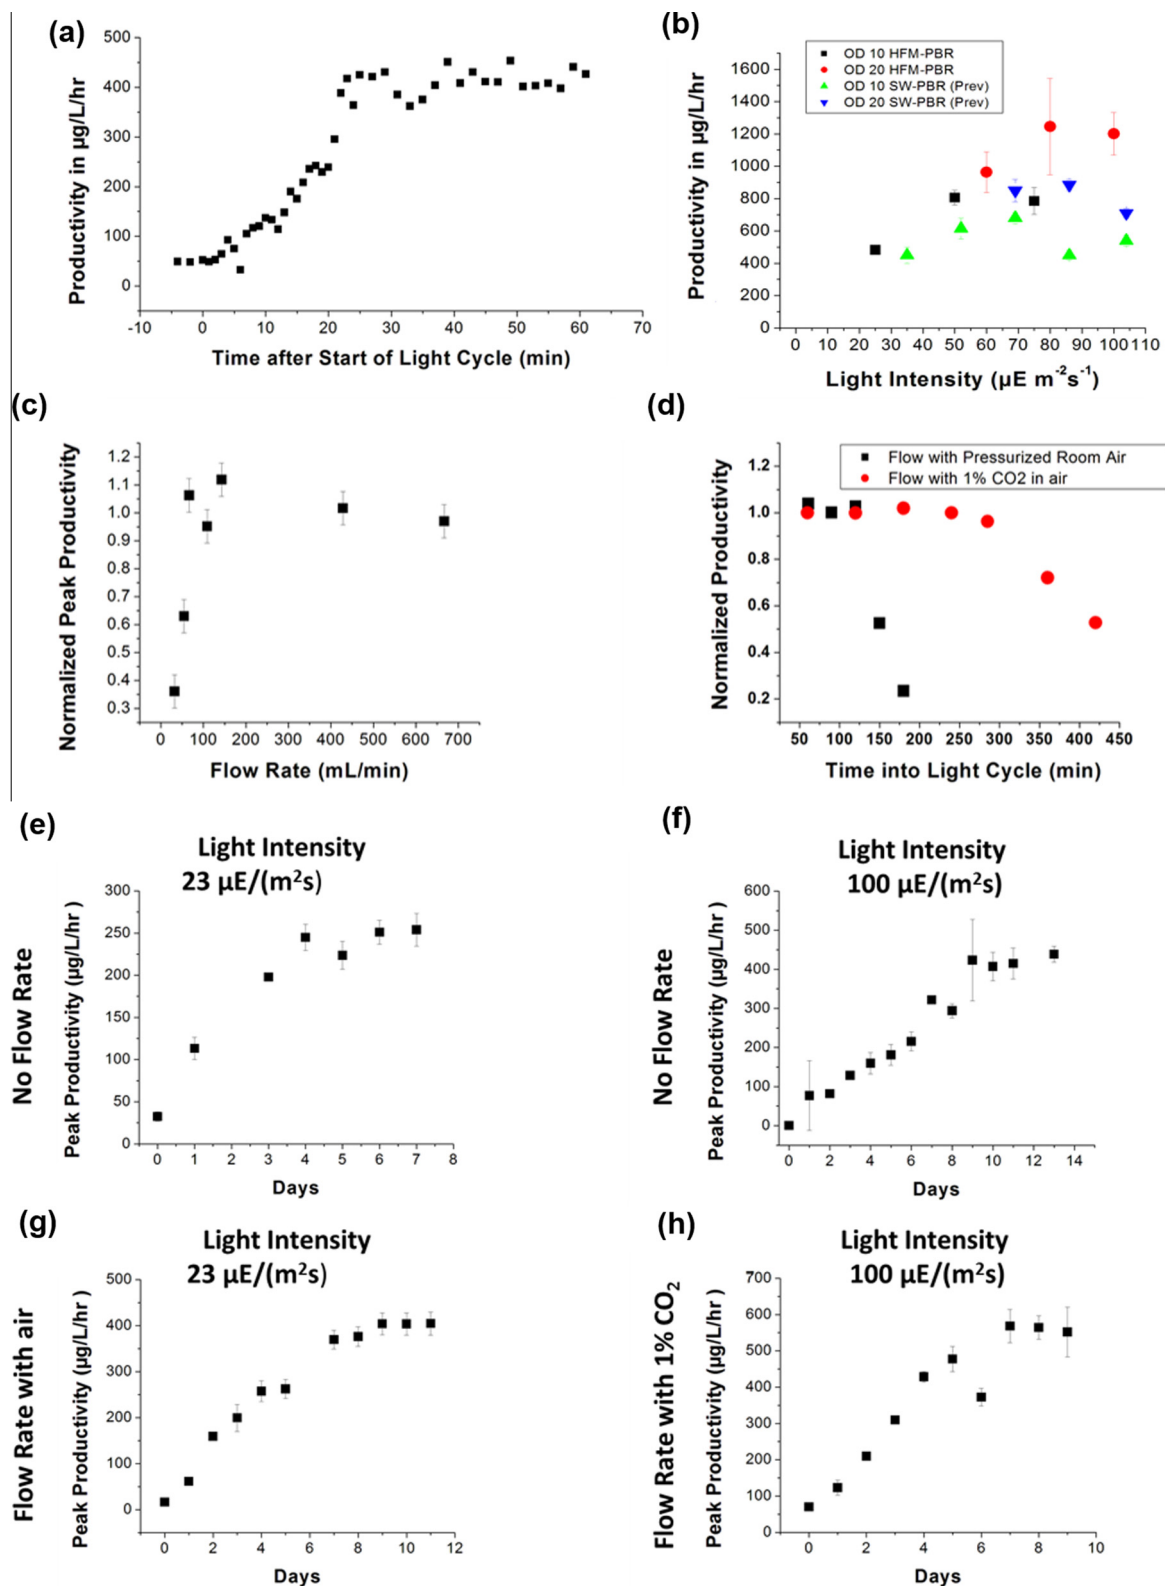 (a)
Productivity in µg/L/hr
500
400
300
200
100
0
-10 0 10 20 30 40 50 60 70
Time after Start of Light Cycle (min)
(b)
OD 10 HFM-PBR
OD 20 HFM-PBR
OD 10 SW-PBR (Prev)
OD 20 SW-PBR (Prev)
Productivity in µg/L/hr
1600
1400
1200
1000
800
600
400
200
0
0 10 20 30 40 50 60 70 80 90 100 110
Light Intensity (µE m⁻²s⁻¹)
(c)
Normalized Peak Productivity
1.2
1.1
1.0
0.9
0.8
0.7
0.6
0.5
0.4
0.3
0 100 200 300 400 500 600 700
Flow Rate (mL/min)
(d)
Flow with Pressurized Room Air
Flow with 1% CO2 in air
Normalized Productivity
1.2
1.0
0.8
0.6
0.4
0.2
50 100 150 200 250 300 350 400 450
Time into Light Cycle (min)
(e)
Light Intensity
23 µE/(m²s)
No Flow Rate
Peak Productivity (µg/L/hr )
300
250
200
150
100
50
0
0 1 2 3 4 5 6 7 8
Days
(f)
Light Intensity
100 µE/(m²s)
No Flow Rate
Peak Productivity (µg/L/hr )
600
500
400
300
200
100
0
0 2 4 6 8 10 12 14
Days
(g)
Light Intensity
23 µE/(m²s)
Flow Rate with air
Peak Productivity (µg/L/hr )
500
400
300
200
100
0
0 2 4 6 8 10 12
Days
(h)
Light Intensity
100 µE/(m²s)
Flow Rate with 1% CO₂
Peak Productivity (µg/L/hr )
700
600
500
400
300
200
100
0
0 2 4 6 8 10
Days